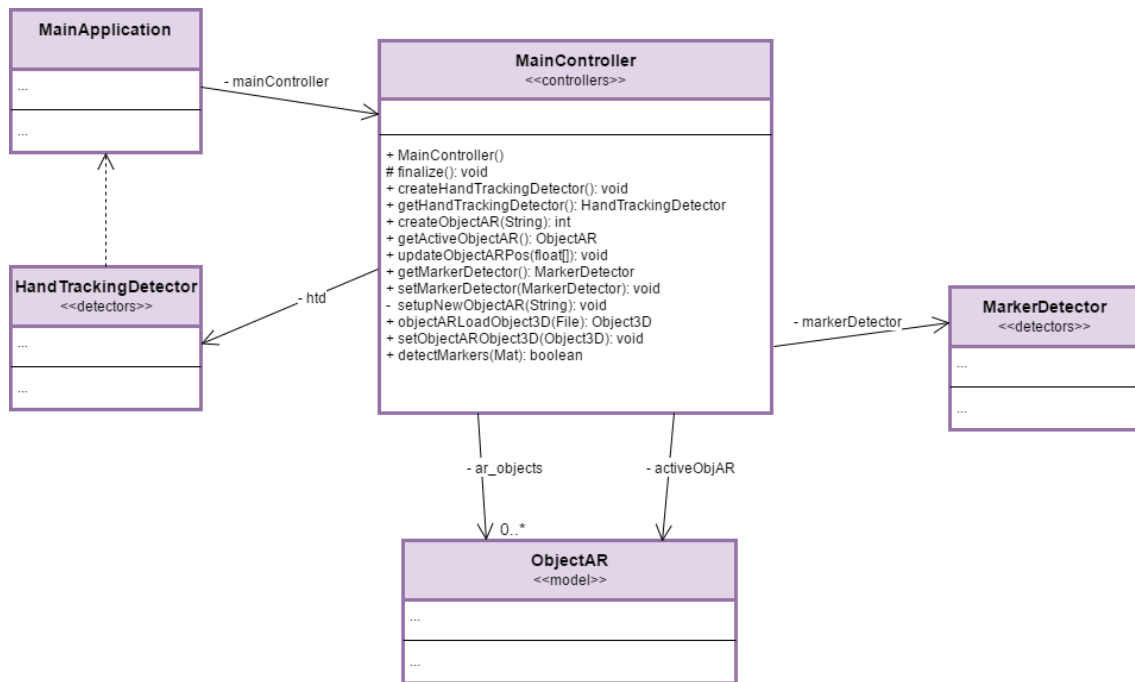 MainApplication
...
...
- mainController
MainController
<<controllers>>
+ MainController()
# finalize(): void
+ createHandTrackingDetector(): void
+ getHandTrackingDetector(): HandTrackingDetector
+ createObjectAR(String): int
+ getActiveObjectAR(): ObjectAR
+ updateObjectARPos(float[]): void
+ getMarkerDetector(): MarkerDetector
+ setMarkerDetector(MarkerDetector): void
- setupNewObjectAR(String): void
+ objectARLoadObject3D(File): Object3D
+ setObjectARObject3D(Object3D): void
+ detectMarkers(Mat): boolean
HandTrackingDetector
<<detectors>>
...
...
- htd
- markerDetector
MarkerDetector
<<detectors>>
...
...
- ar_objects
- activeObjAR
0..*
ObjectAR
<<model>>
...
...